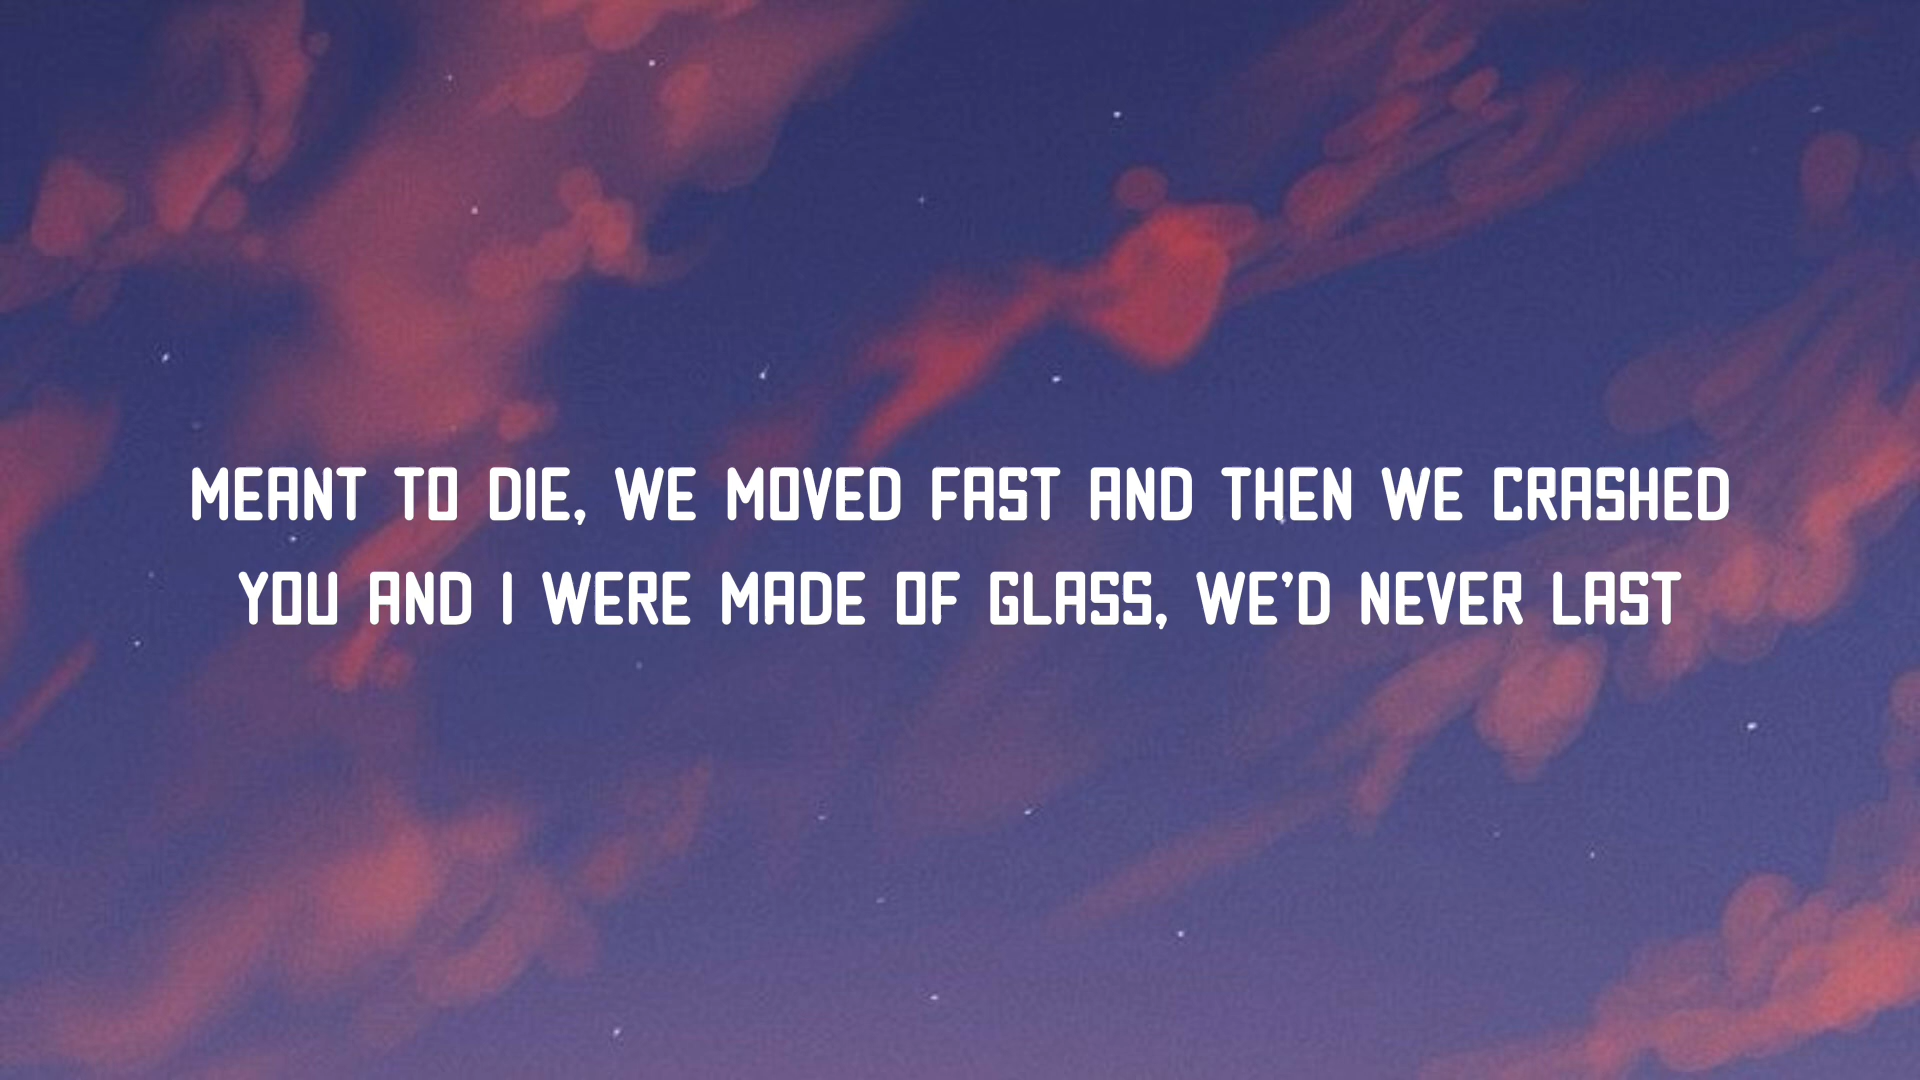 MEANT TO DIE, WE MOVED FAST AND THEN WE CRASHED
YOU AND I WERE MADE OF GLASS, WE'D NEVER LAST